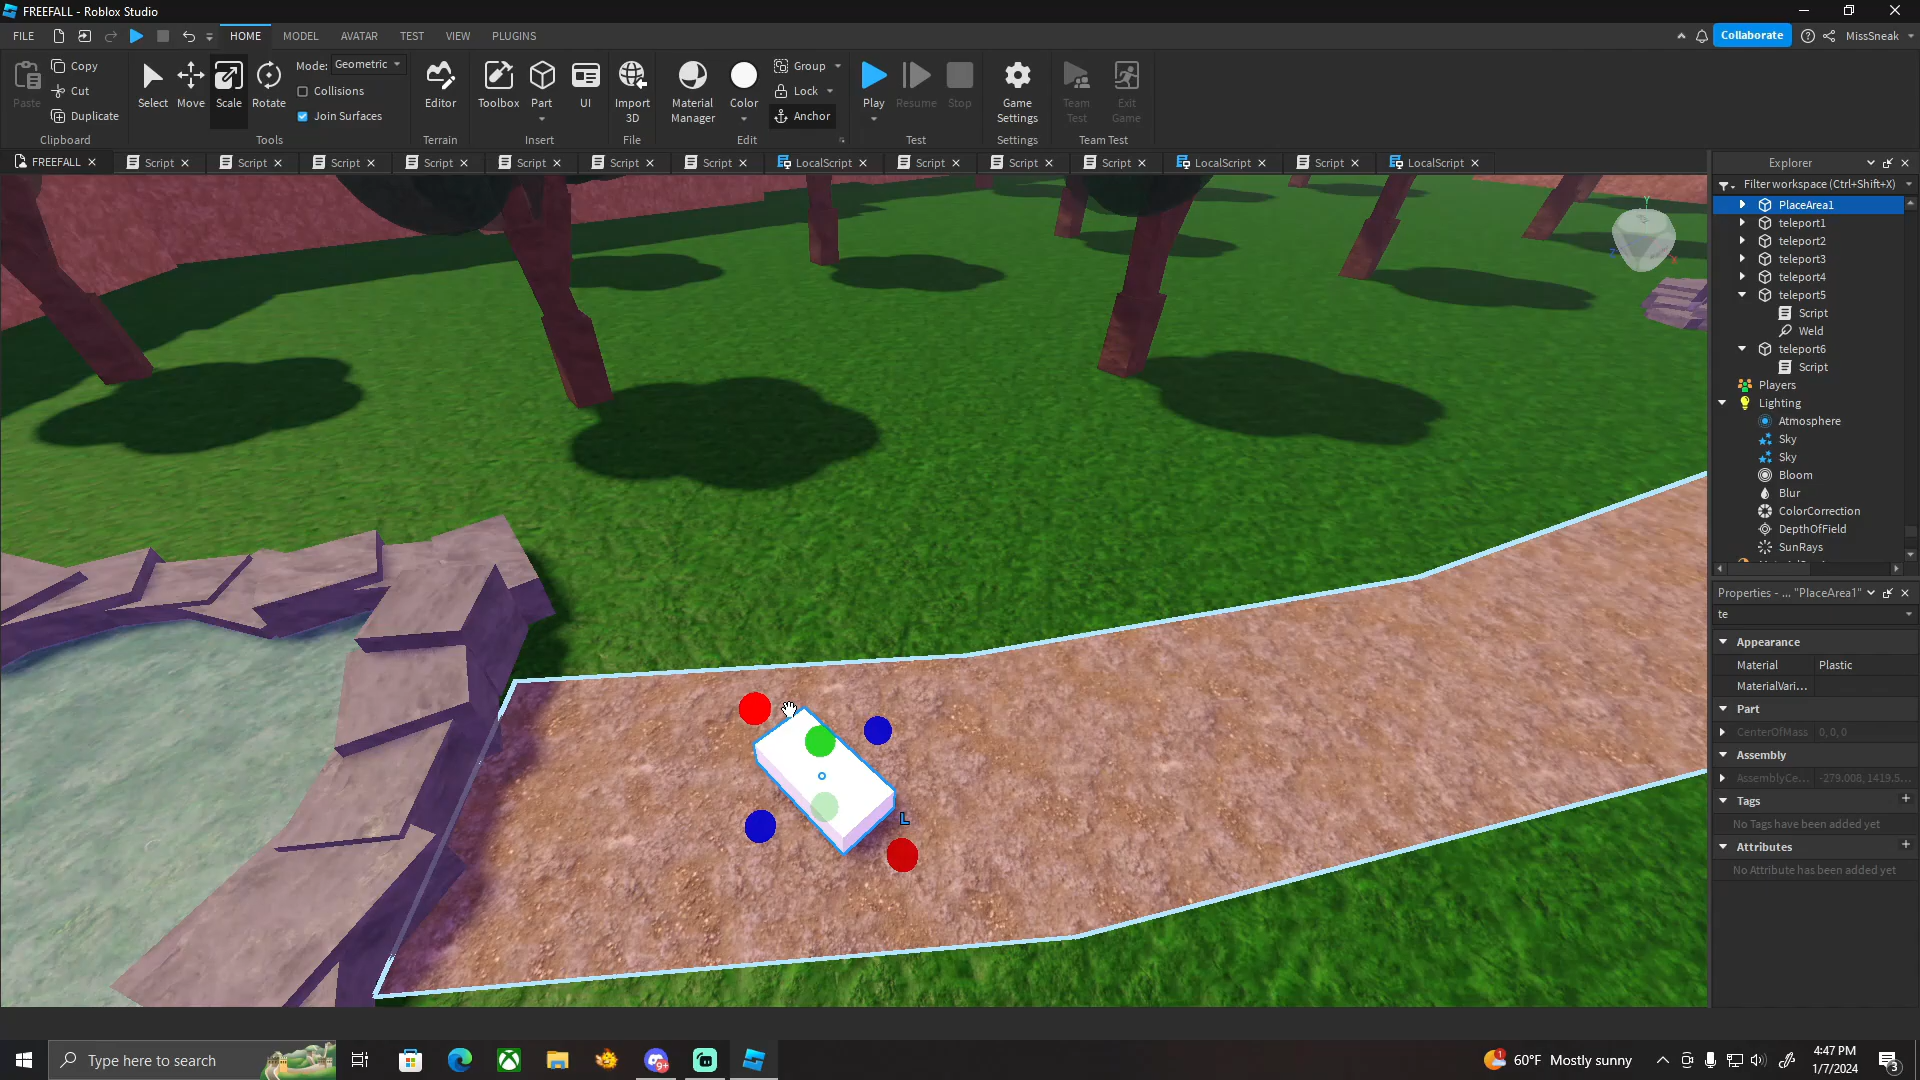 FREEFALL - Roblox Studio
FILE HOME MODEL AVATAR TEST VIEW PLUGINS Collaborate MissSneak
Paste Copy Cut Duplicate Clipboard
Select Move Scale Rotate Mode: Geometric Collisions Join Surfaces Tools
Editor Terrain
Toolbox Part UI Insert
Import 3D File
Material Manager Color Group Lock Anchor Edit
Play Resume Stop Test
Game Settings Settings
Team Test Exit Game Team Test
FREEFALL Script Script Script Script Script Script Script LocalScript Script Script Script LocalScript Script LocalScript
Explorer
Filter workspace (Ctrl+Shift+X)
PlaceArea1
teleport1
teleport2
teleport3
teleport4
teleport5
Script
Weld
teleport6
Script
Players
Lighting
Atmosphere
Sky
Sky
Bloom
Blur
ColorCorrection
DepthOfField
SunRays
Properties - ... "PlaceArea1"
te
Appearance
Material Plastic
MaterialVari...
Part
CenterOfMass 0, 0, 0
Assembly
AssemblyCe... -279.008, 1419.5...
Tags
No Tags have been added yet
Attributes
No Attribute has been added yet
L
Type here to search
9+
1
60°F Mostly sunny
4:47 PM
1/7/2024
3